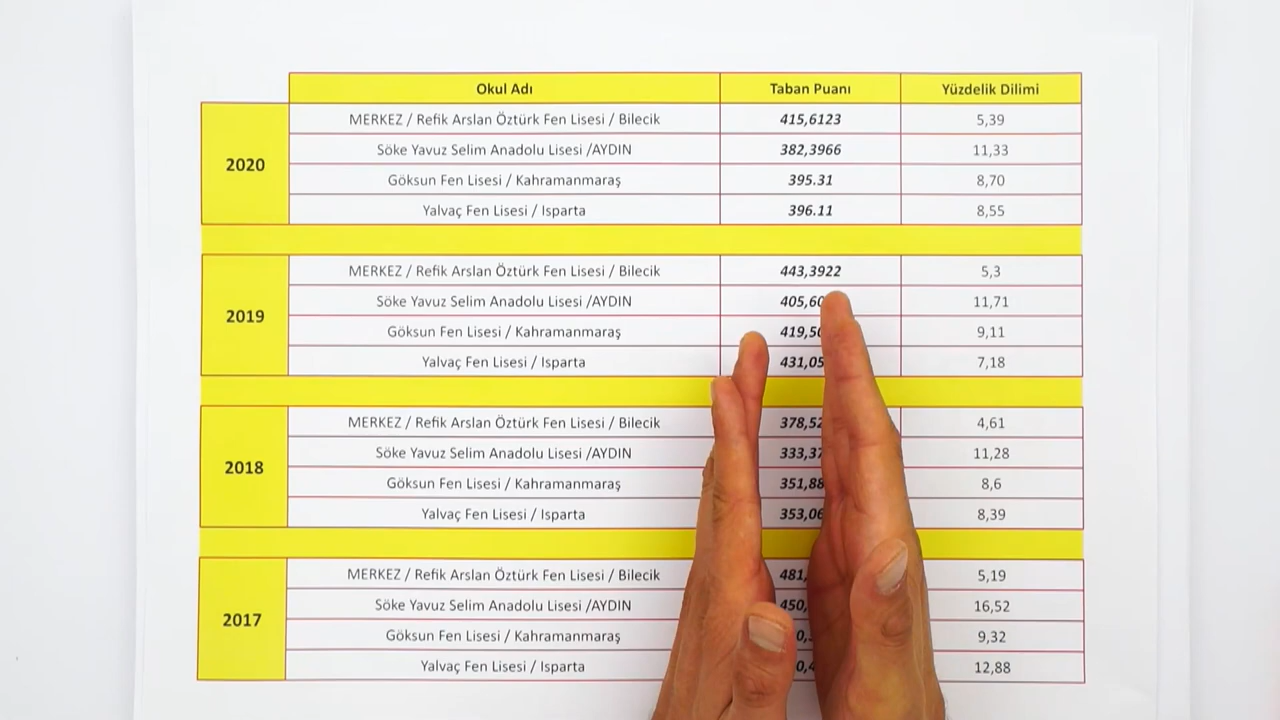 Okul Adı Taban Puanı Yüzdelik Dilimi
2020
MERKEZ / Refik Arslan Öztürk Fen Lisesi / Bilecik 415,6123 5,39
Söke Yavuz Selim Anadolu Lisesi /AYDIN 382,3966 11,33
Göksun Fen Lisesi / Kahramanmaraş 395.31 8,70
Yalvaç Fen Lisesi / Isparta 396.11 8,55
2019
MERKEZ / Refik Arslan Öztürk Fen Lisesi / Bilecik 443,3922 5,3
Söke Yavuz Selim Anadolu Lisesi /AYDIN 11,71
Göksun Fen Lisesi / Kahramanmaraş 9,11
Yalvaç Fen Lisesi / Isparta 7,18
2018
MERKEZ / Refik Arslan Öztürk Fen Lisesi / Bilecik 4,61
Söke Yavuz Selim Anadolu Lisesi /AYDIN 11,28
Göksun Fen Lisesi / Kahramanmaraş 8,6
Yalvaç Fen Lisesi / Isparta 8,39
2017
MERKEZ / Refik Arslan Öztürk Fen Lisesi / Bilecik 5,19
Söke Yavuz Selim Anadolu Lisesi /AYDIN 16,52
Göksun Fen Lisesi / Kahramanmaraş 9,32
Yalvaç Fen Lisesi / Isparta 12,88